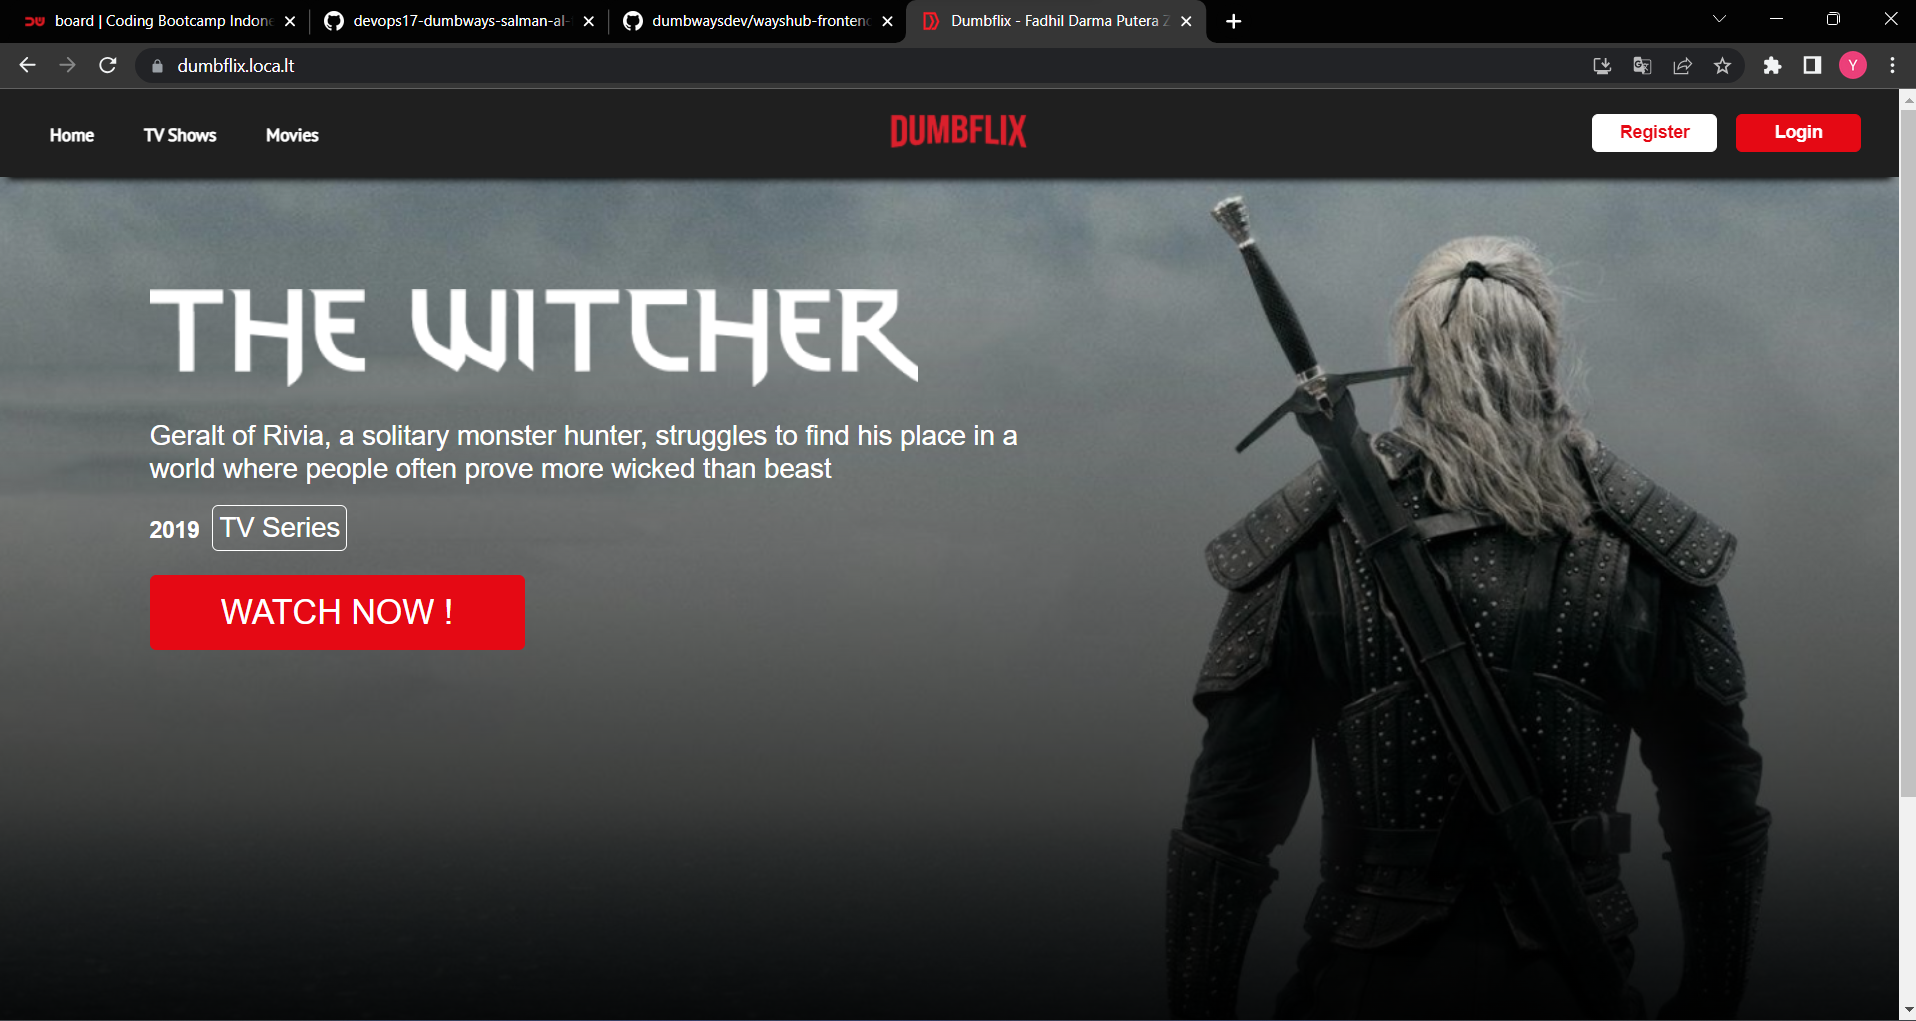 board | Coding Bootcamp Indone
devops17-dumbways-salman-al-
dumbwaysdev/wayshub-frontend
Dumbflix - Fadhil Darma Putera Z
dumbflix.loca.lt
Y
Home
TV Shows
Movies
DUMBFLIX
Register
Login
THE WITCHER
Geralt of Rivia, a solitary monster hunter, struggles to find his place in a
world where people often prove more wicked than beast
2019 TV Series
WATCH NOW !